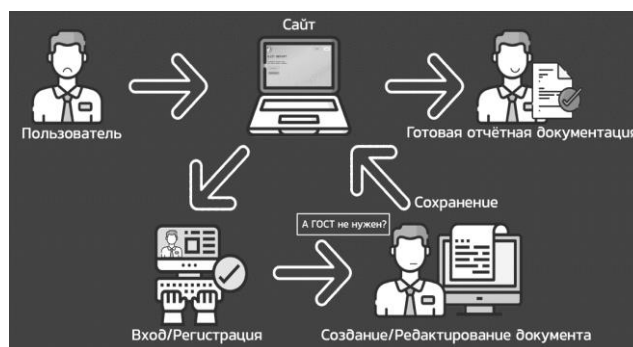 Сайт
Пользователь
Готовая отчётная документация
Сохранение
А ГОСТ не нужен?
Вход/Регистрация
Создание/Редактирование документа